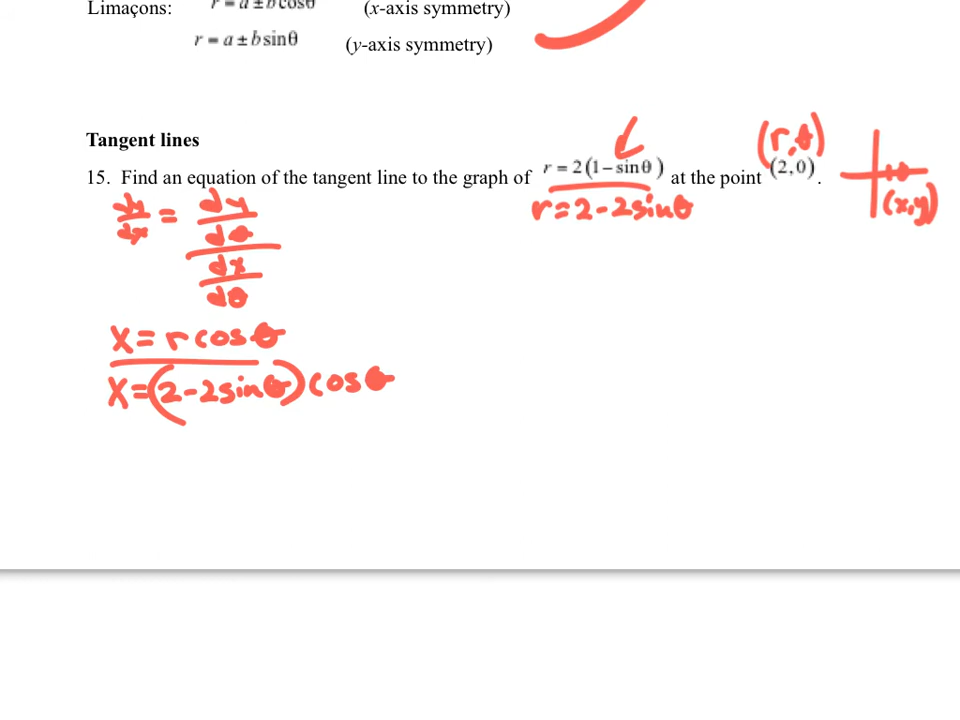 Limaçons: r = a ± b cosθ (x-axis symmetry)
r = a ± b sinθ (y-axis symmetry)
Tangent lines
(r,θ)
15. Find an equation of the tangent line to the graph of r = 2(1 – sinθ) at the point (2,0).
r=2-2sinθ
(x,y)
dy/dx = dy/dθ / dx/dθ
x=rcosθ
x=(2-2sinθ)cosθ